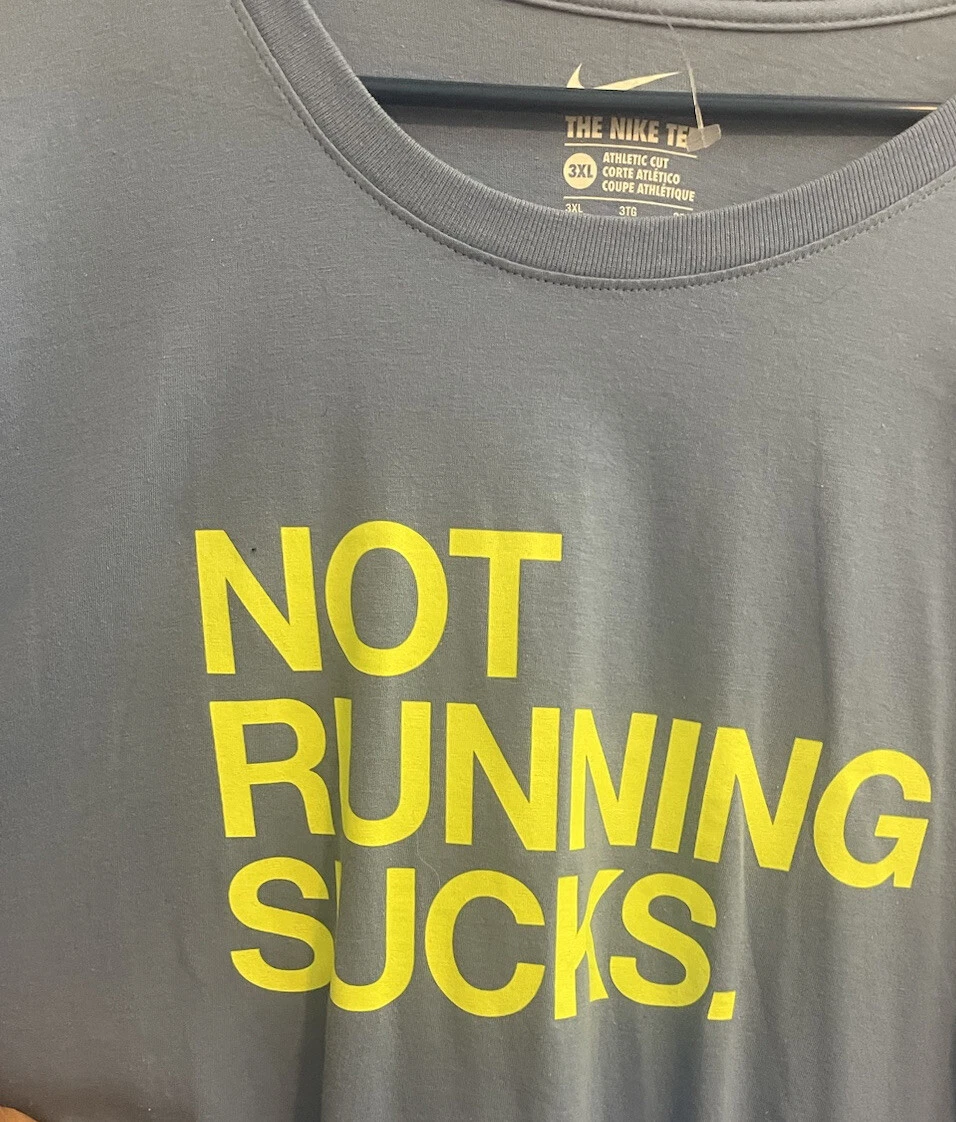 THE NIKE TE
3XL
ATHLETIC CUT
CORTE ATLÉTICO
COUPE ATHLÉTIQUE
3XL 3TG
NOT
RUNNING
SUCKS.